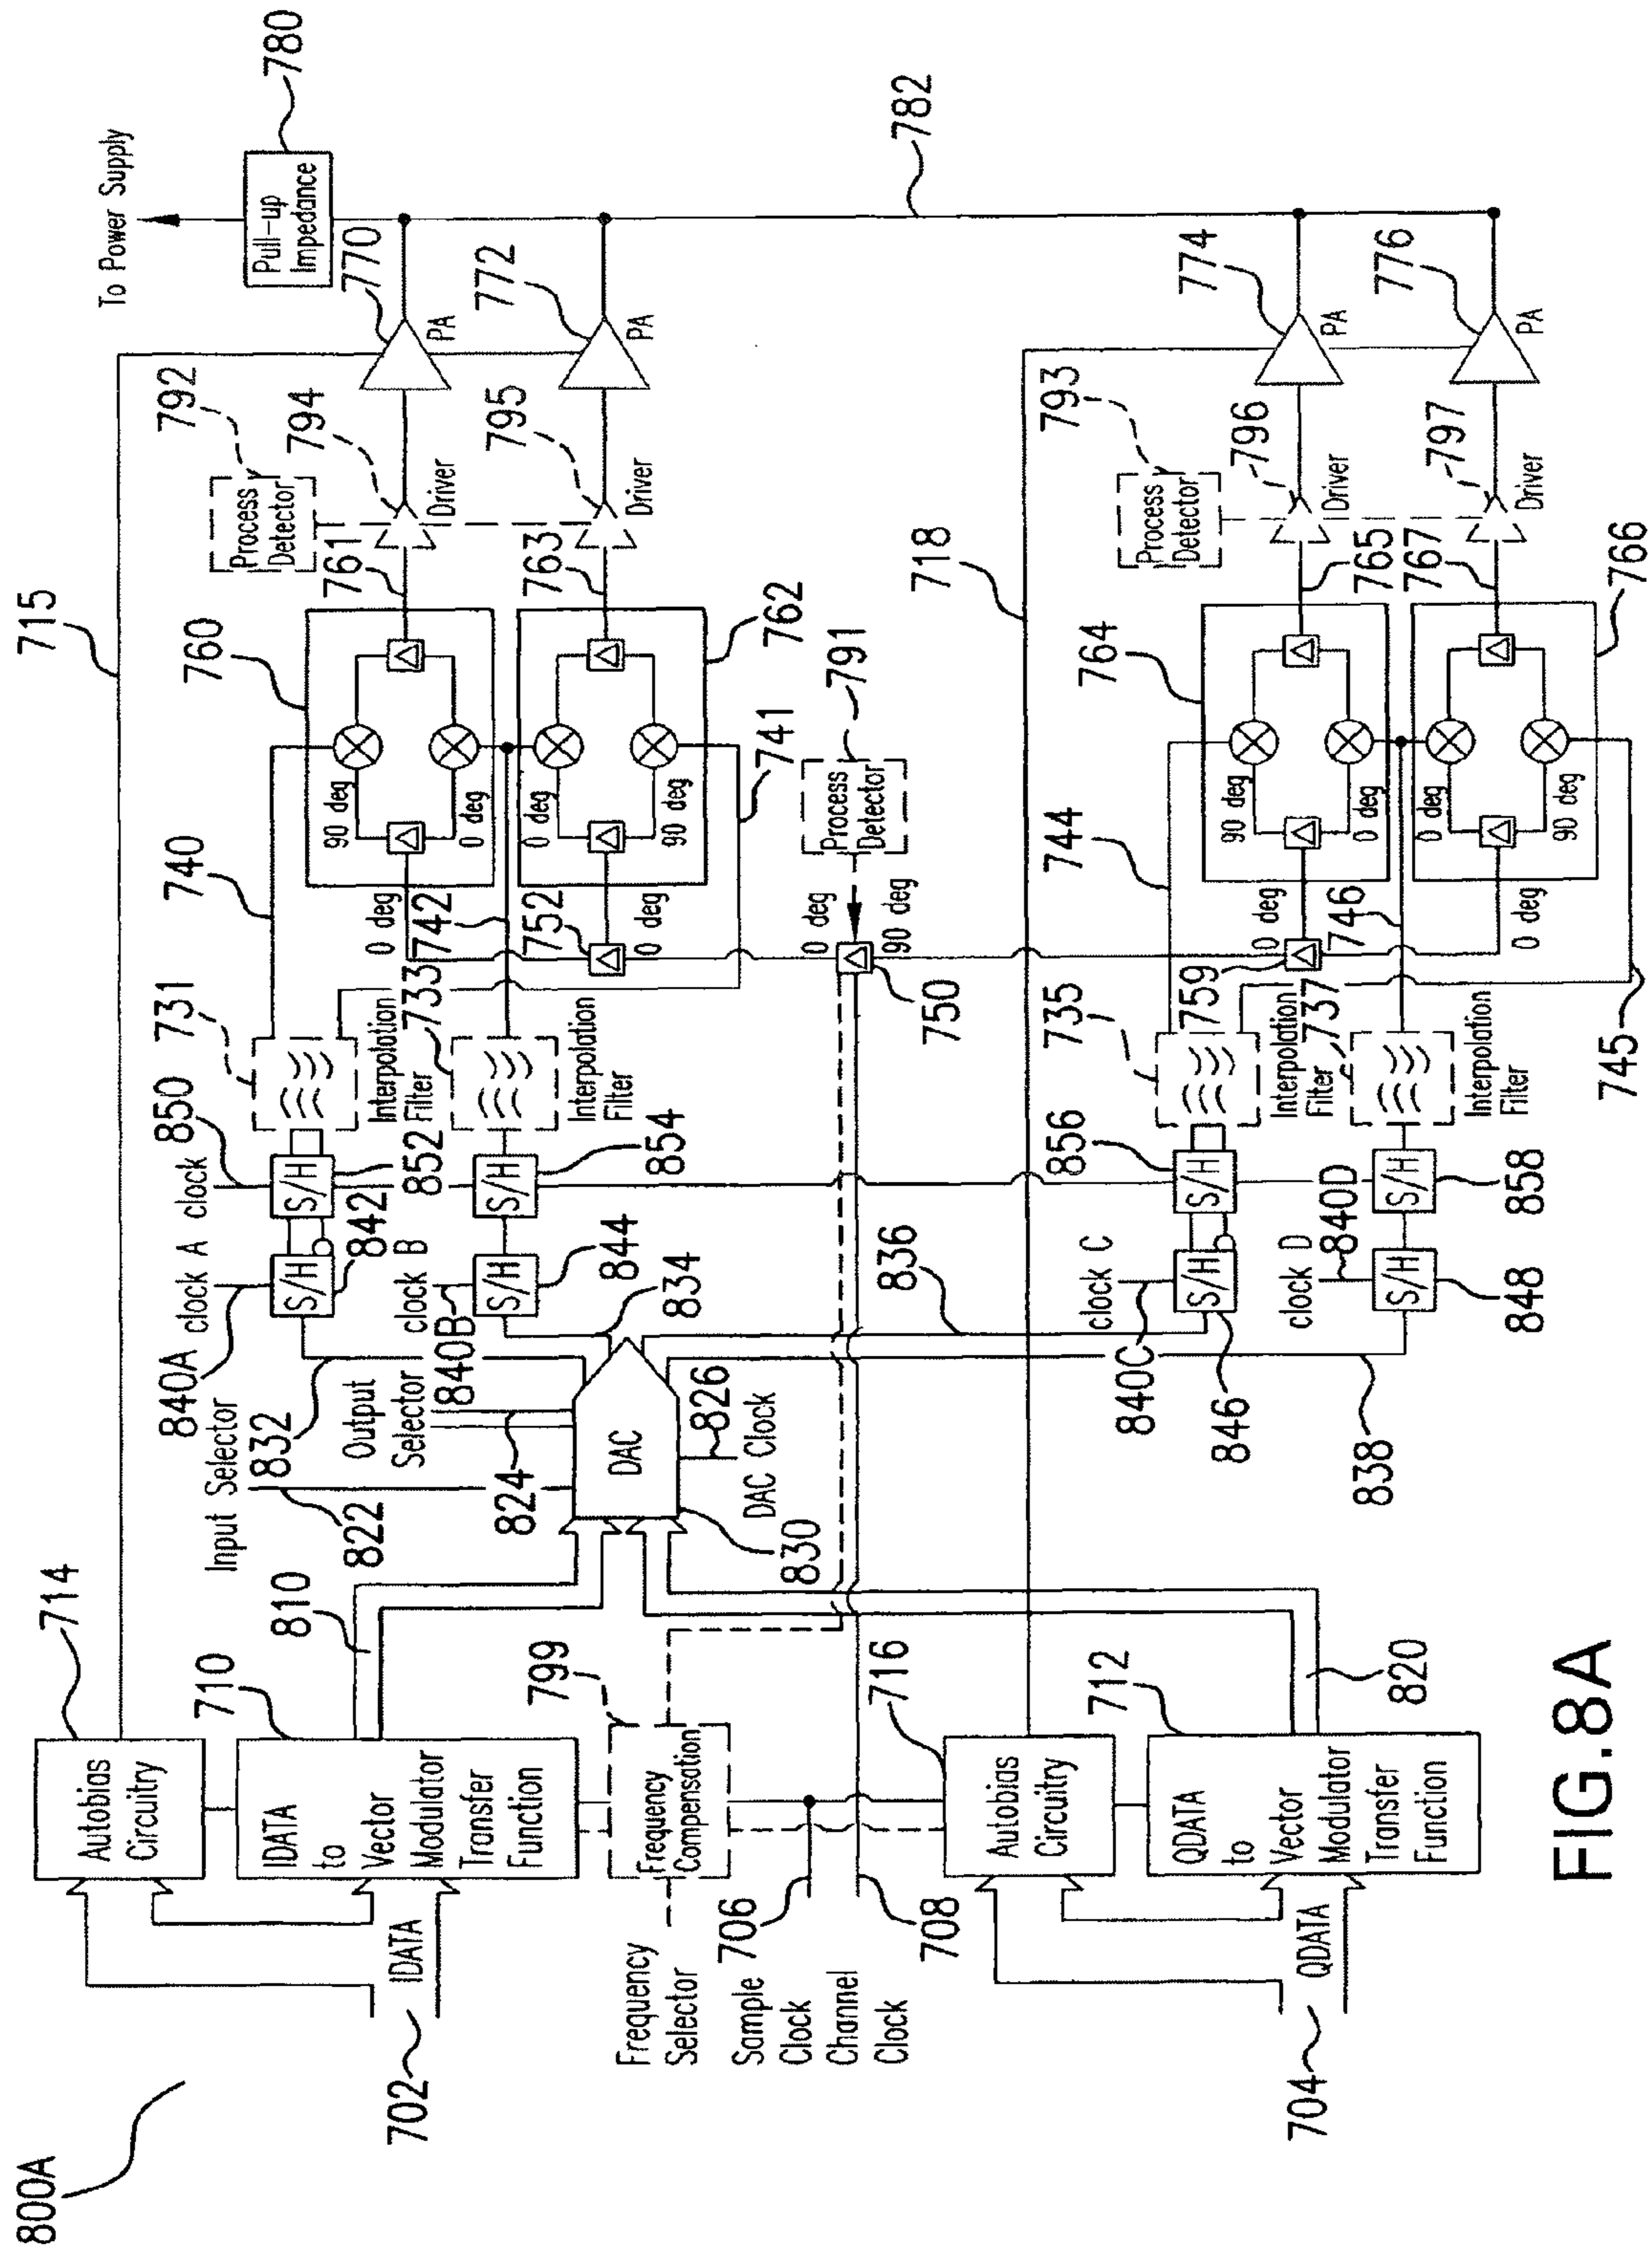 800A
702
IDATA
704
QDATA
714
Autobias
Circuitry
715
710
IDATA
to
Vector
Modulator
Transfer
Function
810
799
Frequency
Compensation
Frequency
Selector
706
Sample
Clock
708
Channel
Clock
716
Autobias
Circuitry
718
712
QDATA
to
Vector
Modulator
Transfer
Function
820
Input Selector
822
Output
Selector
824
DAC
826
DAC Clock
830
832
834
836
838
840A
clock A
S/H
842
840B
clock B
S/H
844
840C
clock C
S/H
846
840D
clock D
S/H
848
850
clock
S/H
852
S/H
854
S/H
856
S/H
858
731
Interpolation
Filter
733
Interpolation
Filter
735
Interpolation
Filter
737
Interpolation
Filter
740
741
742
744
745
746
750
0 deg
90 deg
752
0 deg
0 deg
759
0 deg
0 deg
760
90 deg
0 deg
762
0 deg
90 deg
764
90 deg
0 deg
766
0 deg
90 deg
791
Process
Detector
761
763
765
767
792
Process
Detector
793
Process
Detector
794
Driver
795
Driver
796
Driver
797
Driver
770
PA
772
PA
774
PA
776
PA
To Power Supply
Pull-up
Impedance
780
782
FIG.8A